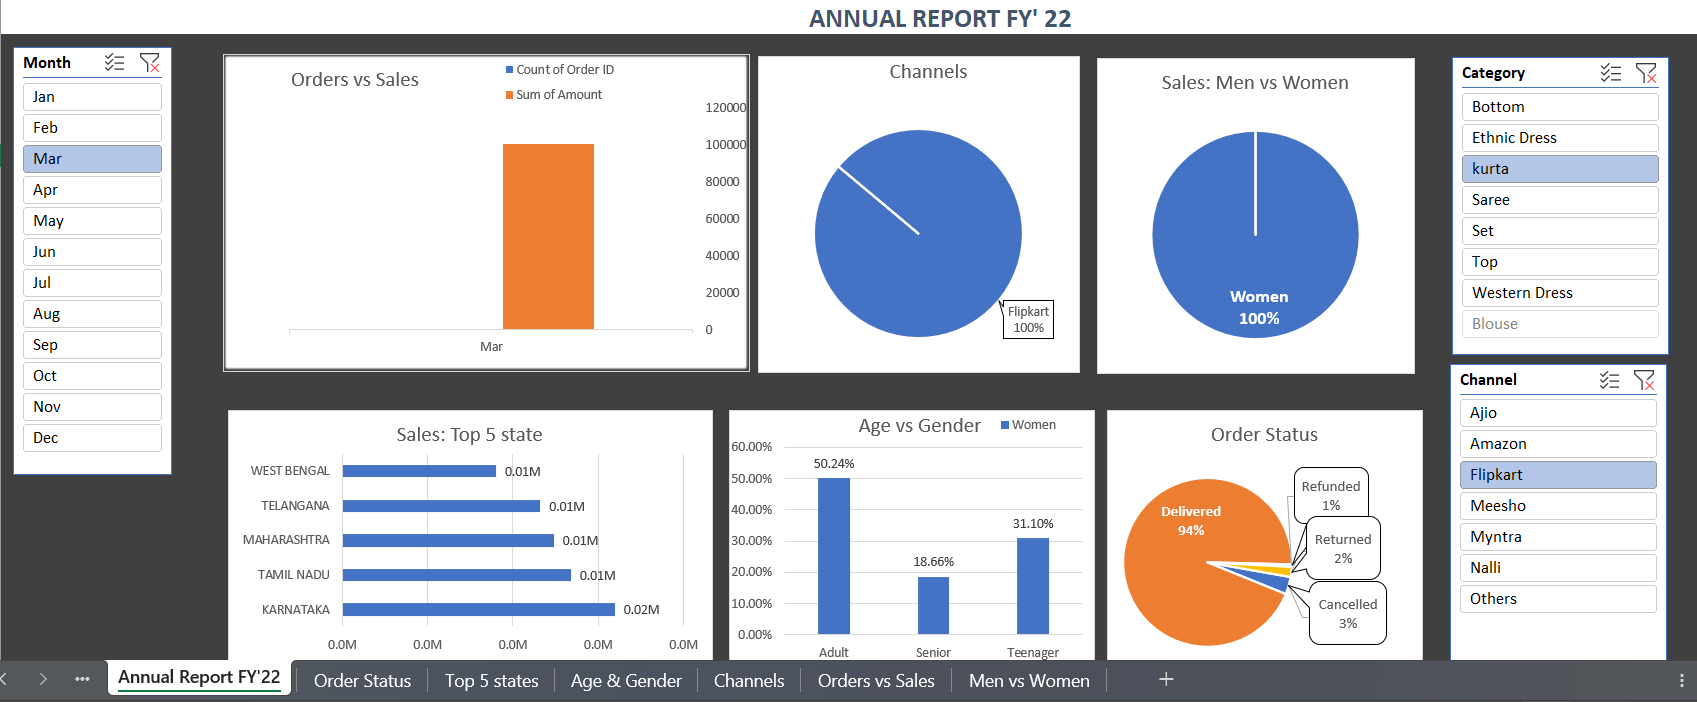 ANNUAL REPORT FY' 22
Month
Jan
Feb
Mar
Apr
May
Jun
Jul
Aug
Sep
Oct
Nov
Dec
Orders vs Sales
Count of Order ID
Sum of Amount
120000
100000
80000
60000
40000
20000
0
Mar
Channels
Flipkart
100%
Sales: Men vs Women
Women
100%
Category
Bottom
Ethnic Dress
kurta
Saree
Set
Top
Western Dress
Blouse
Sales: Top 5 state
WEST BENGAL 0.01M
TELANGANA 0.01M
MAHARASHTRA 0.01M
TAMIL NADU 0.01M
KARNATAKA 0.02M
0.0M 0.0M 0.0M 0.0M 0.0M
Age vs Gender
Women
60.00%
50.00%
40.00%
30.00%
20.00%
10.00%
0.00%
50.24%
18.66%
31.10%
Adult Senior Teenager
Order Status
Delivered
94%
Refunded
1%
Returned
2%
Cancelled
3%
Channel
Ajio
Amazon
Flipkart
Meesho
Myntra
Nalli
Others
Annual Report FY'22 Order Status Top 5 states Age & Gender Channels Orders vs Sales Men vs Women